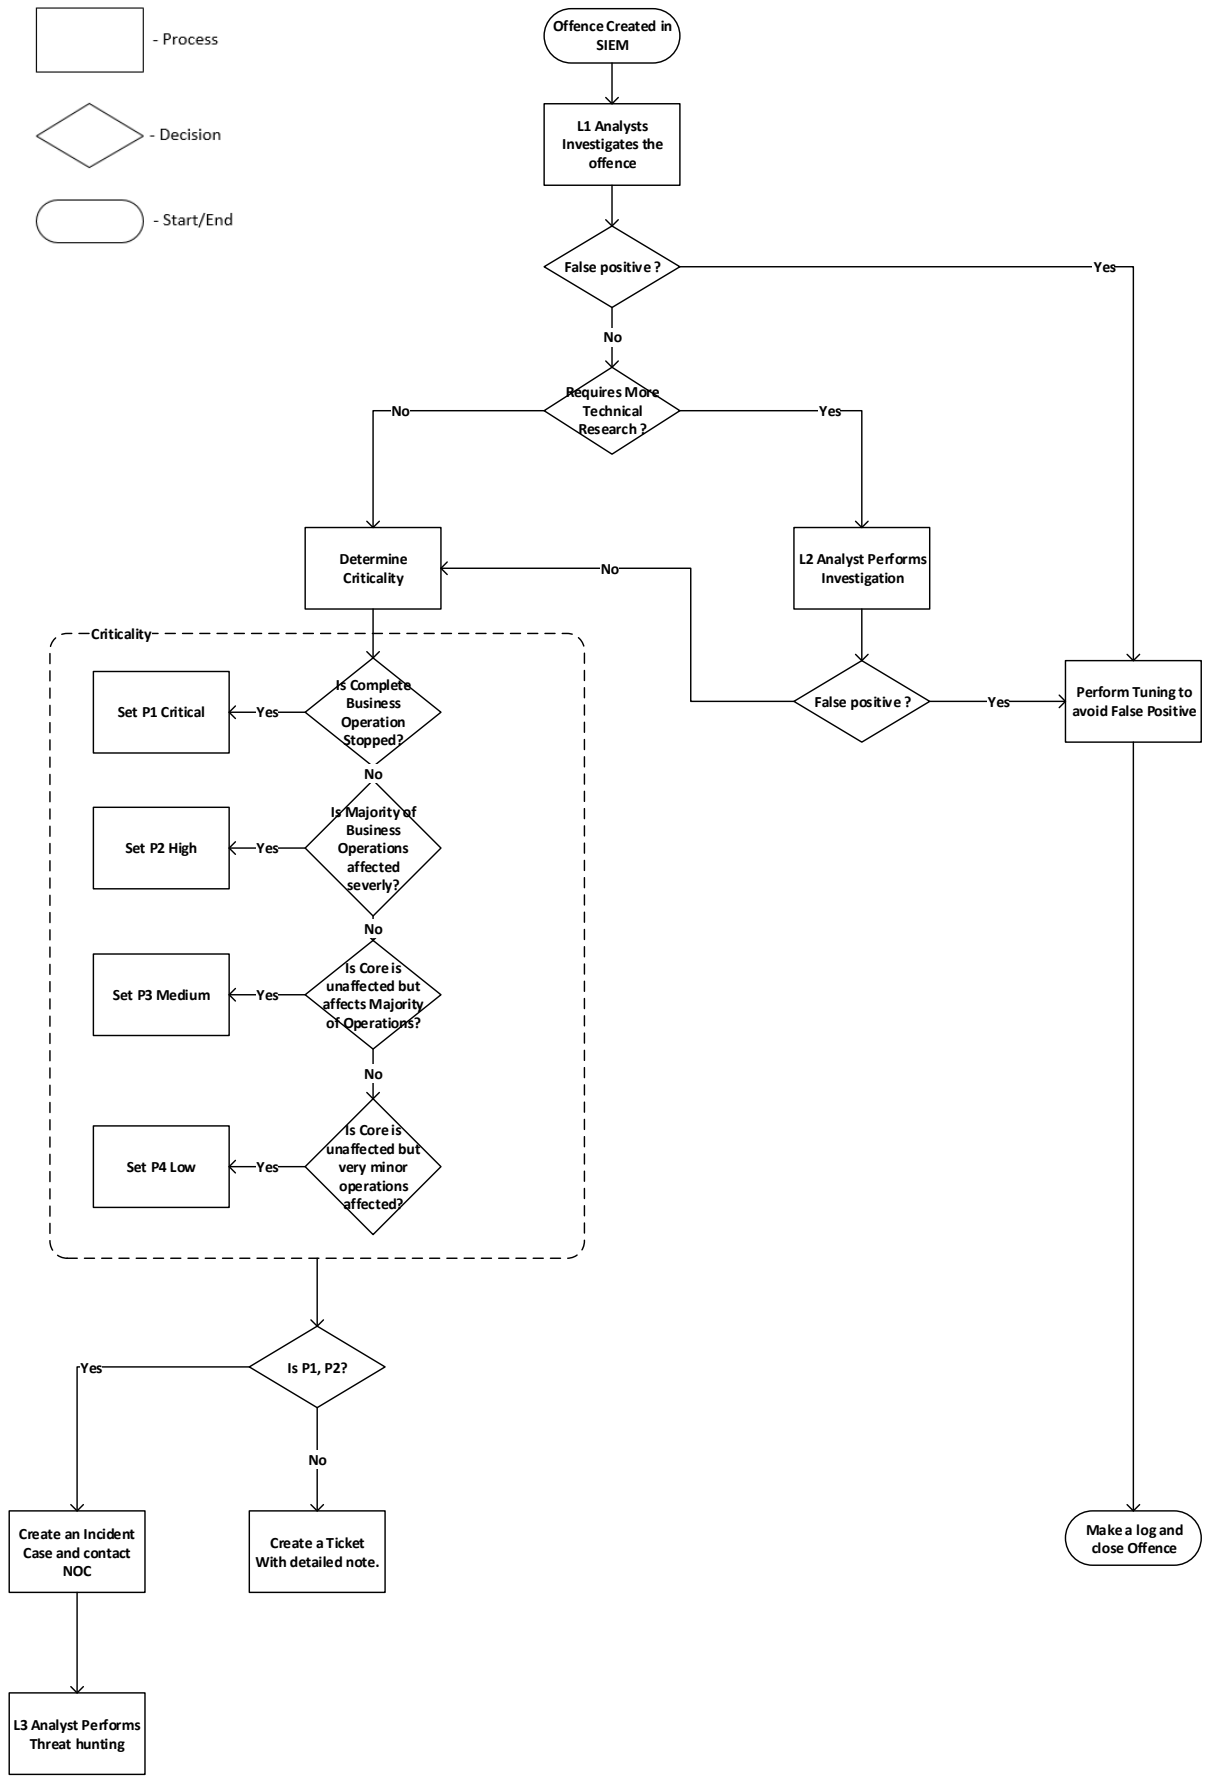 - Process
- Decision
- Start/End
Offence Created in
SIEM
L1 Analysts
Investigates the
offence
False positive ?
Yes
No
Requires More
Technical
Research ?
No
Yes
Determine
Criticality
L2 Analyst Performs
Investigation
No
False positive ?
Yes
Perform Tuning to
avoid False Positive
Criticality
Is Complete
Business
Operation
Stopped?
Yes
Set P1 Critical
No
Is Majority of
Business
Operations
affected
severly?
Yes
Set P2 High
No
Is Core is
unaffected but
affects Majority
of Operations?
Yes
Set P3 Medium
No
Is Core is
unaffected but
very minor
operations
affected?
Yes
Set P4 Low
Is P1, P2?
Yes
No
Create an Incident
Case and contact
NOC
Create a Ticket
With detailed note.
Make a log and
close Offence
L3 Analyst Performs
Threat hunting